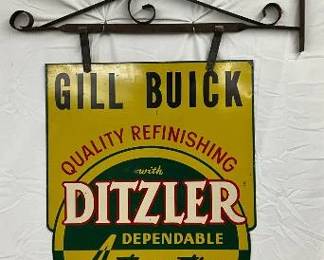 GILL BUICK
QUALITY REFINISHING
with
DITZLER
DEPENDABLE